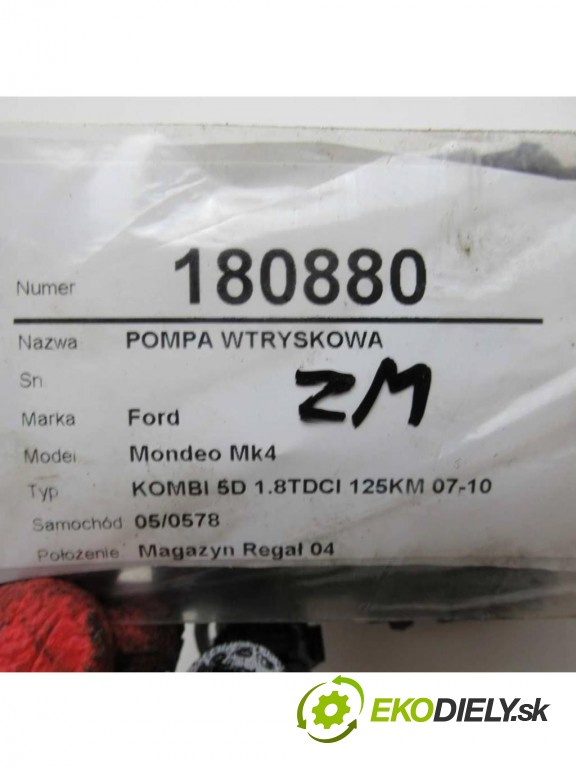 Numer 180880
Nazwa POMPA WTRYSKOWA
Sn
ZM
Marka Ford
Model Mondeo Mk4
Typ KOMBI 5D 1.8TDCI 125KM 07-10
Samochód 05/0578
Położenie Magazyn Regał 04
EKODIELY.sk